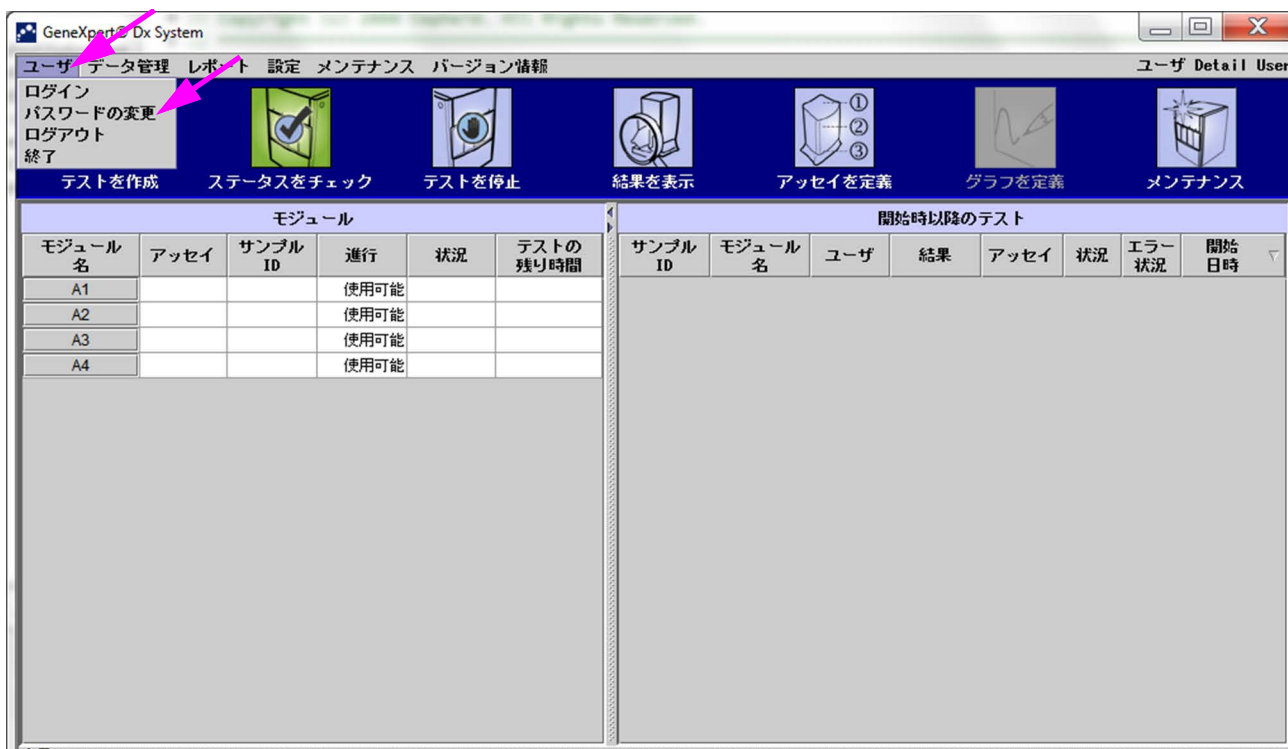 GeneXpert® Dx System
ユーザ データ管理 レポート 設定 メンテナンス バージョン情報 ユーザ Detail User
ログイン
パスワードの変更
ログアウト
終了
① 
② 
③
テストを作成 ステータスをチェック テストを停止 結果を表示 アッセイを定義 グラフを定義 メンテナンス
モジュール 開始時以降のテスト
モジュール名 アッセイ サンプルID 進行 状況 テストの残り時間 サンプルID モジュール名 ユーザ 結果 アッセイ 状況 エラー状況 開始日時
A1 使用可能
A2 使用可能
A3 使用可能
A4 使用可能